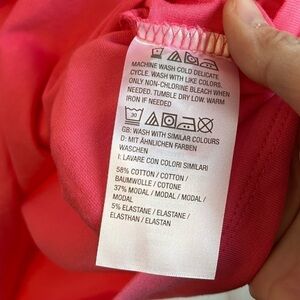 MACHINE WASH COLD DELICATE
CYCLE. WASH WITH LIKE COLORS.
ONLY NON-CHLORINE BLEACH WHEN
NEEDED. TUMBLE DRY LOW. WARM
IRON IF NEEDED
30
GB: WASH WITH SIMILAR COLOURS
D: MIT ÄHNLICHEN FARBEN
WASCHEN
I: LAVARE CON COLORI SIMILARI
58% COTTON / COTTON /
BAUMWOLLE / COTONE
37% MODAL / MODAL / MODAL /
MODAL
5% ELASTANE / ELASTANE /
ELASTHAN / ELASTAN